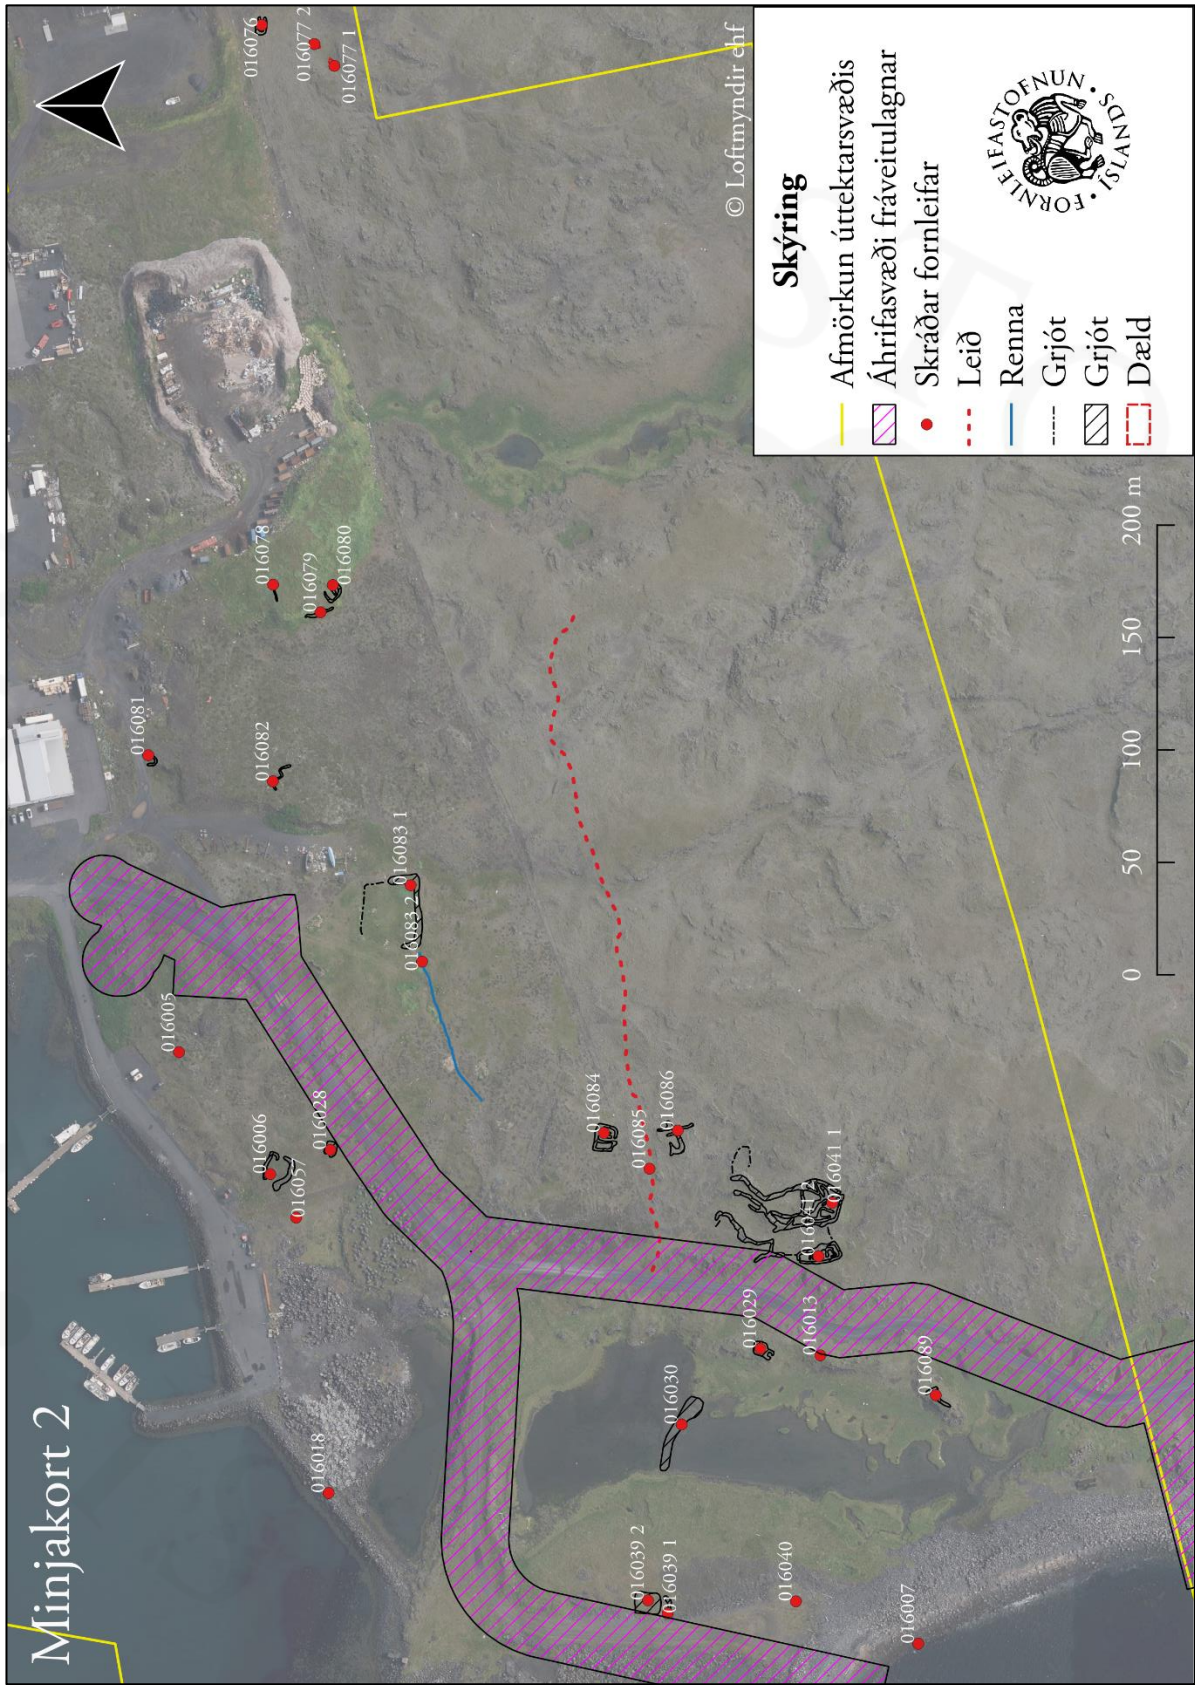 Minjakort 2
016076
016077 2
016077 1
016078
016079
016080
016081
016082
016083 1
016083 2
016005
016006
016028
016057
016084
016085
016086
016041 2
016041 1
016029
016013
016030
016089
016018
016039 2
016039 1
016040
016007
0 50 100 150 200 m
© Loftmyndir ehf
Skýring
Afmörkun úttektarsvæðis
Áhrifasvæði fráveitulagnar
Skráðar fornleifar
Leið
Renna
Grjót
Grjót
Dæld
FORNLEIFASTOFNUN • ÍSLANDS •